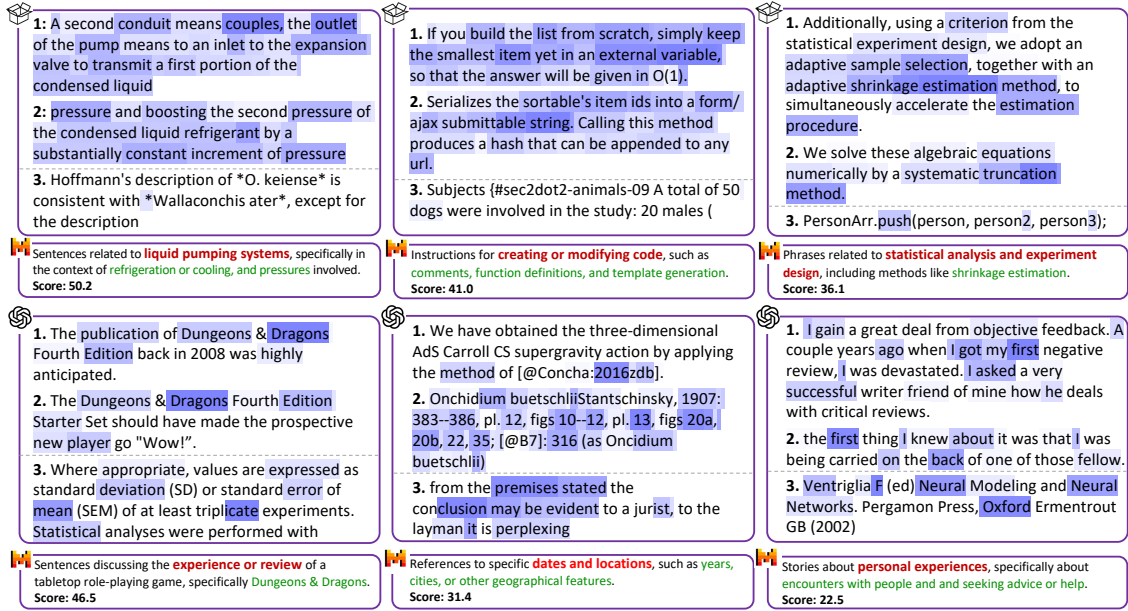 1: A second conduit means couples, the outlet
of the pump means to an inlet to the expansion
valve to transmit a first portion of the
condensed liquid
2: pressure and boosting the second pressure of
the condensed liquid refrigerant by a
substantially constant increment of pressure
3. Hoffmann's description of *O. keiense* is
consistent with *Wallaconchis ater*, except for
the description
Sentences related to liquid pumping systems, specifically in
the context of refrigeration or cooling, and pressures involved.
Score: 50.2
1. If you build the list from scratch, simply keep
the smallest item yet in an external variable,
so that the answer will be given in O(1).
2. Serializes the sortable's item ids into a form/
ajax submittable string. Calling this method
produces a hash that can be appended to any
url.
3. Subjects {#sec2dot2-animals-09 A total of 50
dogs were involved in the study: 20 males (
Instructions for creating or modifying code, such as
comments, function definitions, and template generation.
Score: 41.0
1. Additionally, using a criterion from the
statistical experiment design, we adopt an
adaptive sample selection, together with an
adaptive shrinkage estimation method, to
simultaneously accelerate the estimation
procedure.
2. We solve these algebraic equations
numerically by a systematic truncation
method.
3. PersonArr.push(person, person2, person3);
Phrases related to statistical analysis and experiment
design, including methods like shrinkage estimation.
Score: 36.1
1. The publication of Dungeons & Dragons
Fourth Edition back in 2008 was highly
anticipated.
2. The Dungeons & Dragons Fourth Edition
Starter Set should have made the prospective
new player go "Wow!”.
3. Where appropriate, values are expressed as
standard deviation (SD) or standard error of
mean (SEM) of at least triplicate experiments.
Statistical analyses were performed with
Sentences discussing the experience or review of a
tabletop role-playing game, specifically Dungeons & Dragons.
Score: 46.5
1. We have obtained the three-dimensional
AdS Carroll CS supergravity action by applying
the method of [@Concha:2016zdb].
2. Onchidium buetschliiStantschinsky, 1907:
383--386, pl. 12, figs 10--12, pl. 13, figs 20a,
20b, 22, 35; [@B7]: 316 (as Oncidium
buetschlii)
3. from the premises stated the
conclusion may be evident to a jurist, to the
layman it is perplexing
References to specific dates and locations, such as years,
cities, or other geographical features.
Score: 31.4
1. I gain a great deal from objective feedback. A
couple years ago when I got my first negative
review, I was devastated. I asked a very
successful writer friend of mine how he deals
with critical reviews.
2. the first thing I knew about it was that I was
being carried on the back of one of those fellow.
3. Ventriglia F (ed) Neural Modeling and Neural
Networks. Pergamon Press, Oxford Ermentrout
GB (2002)
Stories about personal experiences, specifically about
encounters with people and and seeking advice or help.
Score: 22.5